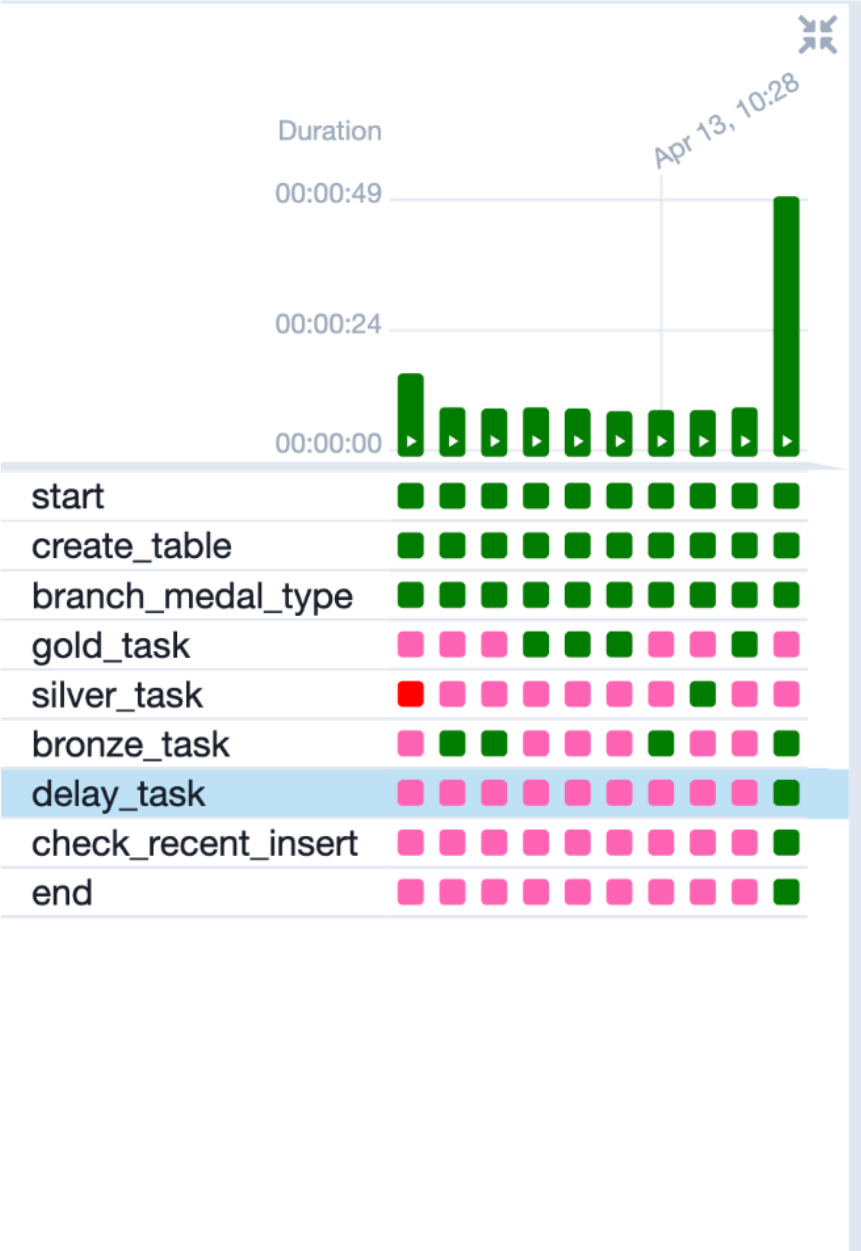 Apr 13, 10:28
Duration
00:00:49
00:00:24
00:00:00
start
create_table
branch_medal_type
gold_task
silver_task
bronze_task
delay_task
check_recent_insert
end